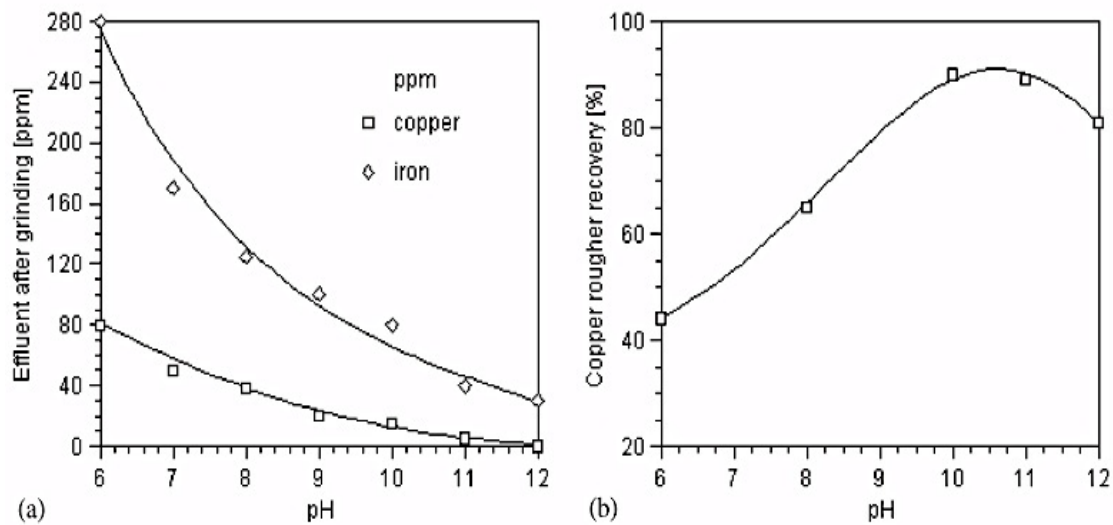 280
240
200
160
120
80
40
0
Effluent after grinding [ppm]
ppm
copper
iron
6 7 8 9 10 11 12
pH
(a)
100
80
60
40
20
Copper rougher recovery [%]
6 7 8 9 10 11 12
pH
(b)